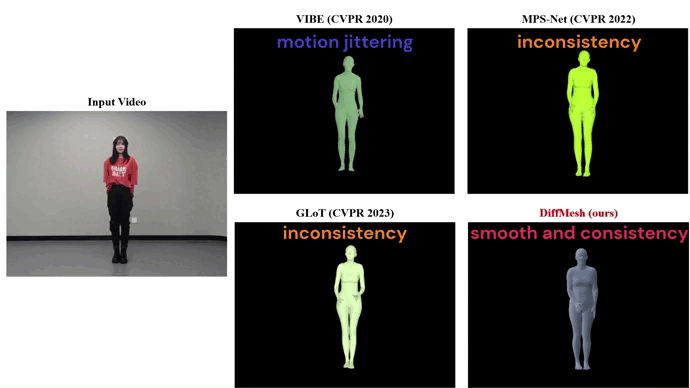 VIBE (CVPR 2020)
MPS-Net (CVPR 2022)
motion jittering
inconsistency
Input Video
GLoT (CVPR 2023)
DiffMesh (ours)
inconsistency
smooth and consistency